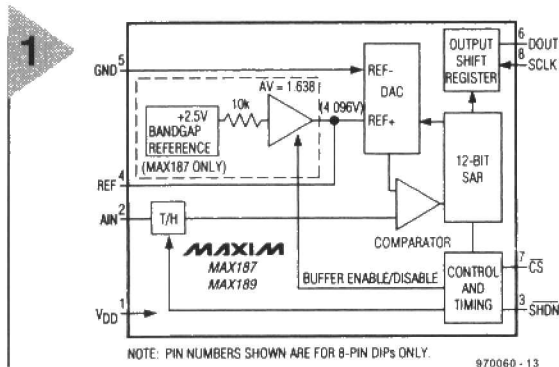 1
GND 5
+2.5V
BANDGAP
REFERENCE
(MAX187 ONLY)
10k
AV = 1.638
(4.096V)
REF-
DAC
REF+
OUTPUT
SHIFT
REGISTER
6 DOUT
8 SCLK
12-BIT
SAR
REF 4
AIN 2
T/H
COMPARATOR
MAXIM
MAX187
MAX189
BUFFER ENABLE/DISABLE
CONTROL
AND
TIMING
7 CS
3 SHDN
VDD 1
NOTE: PIN NUMBERS SHOWN ARE FOR 8-PIN DIPs ONLY.
970060 - 13